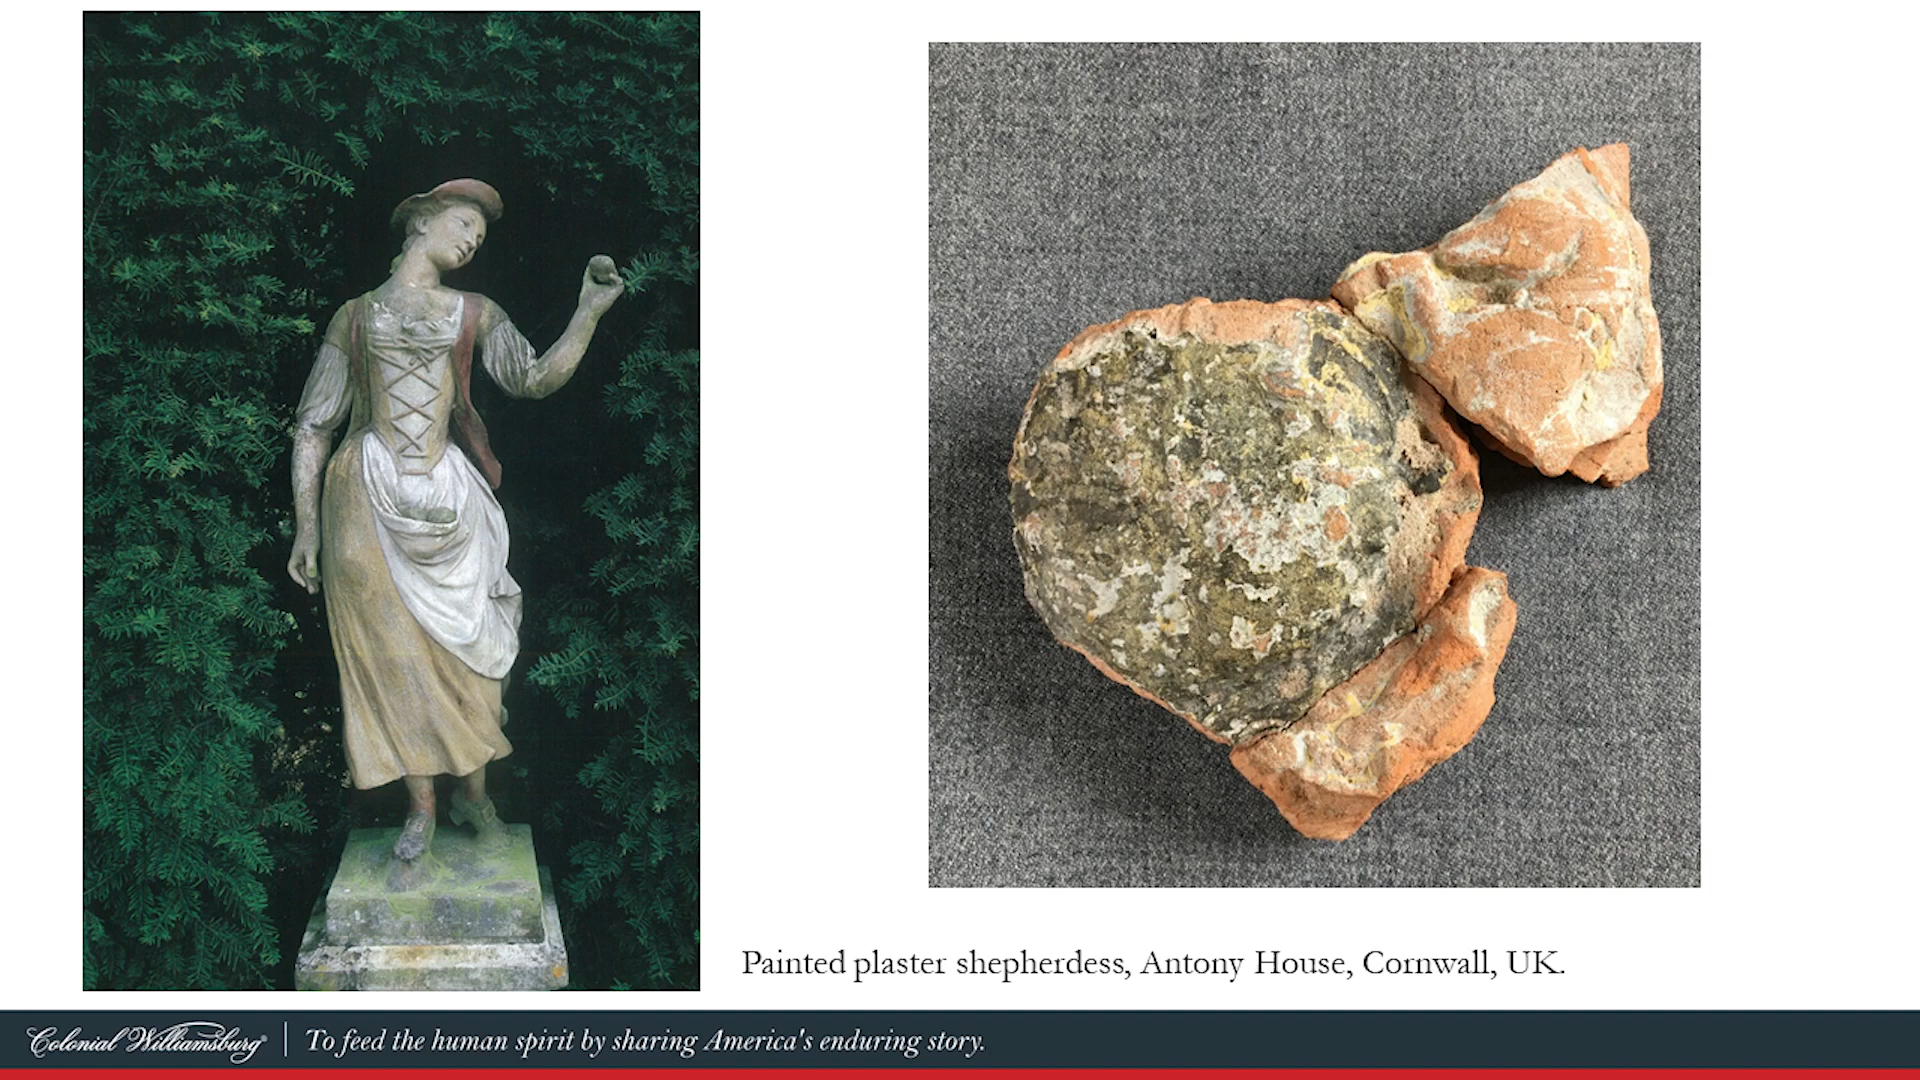 Painted plaster shepherdess, Antony House, Cornwall, UK.
Colonial Williamsburg® | To feed the human spirit by sharing America's enduring story.